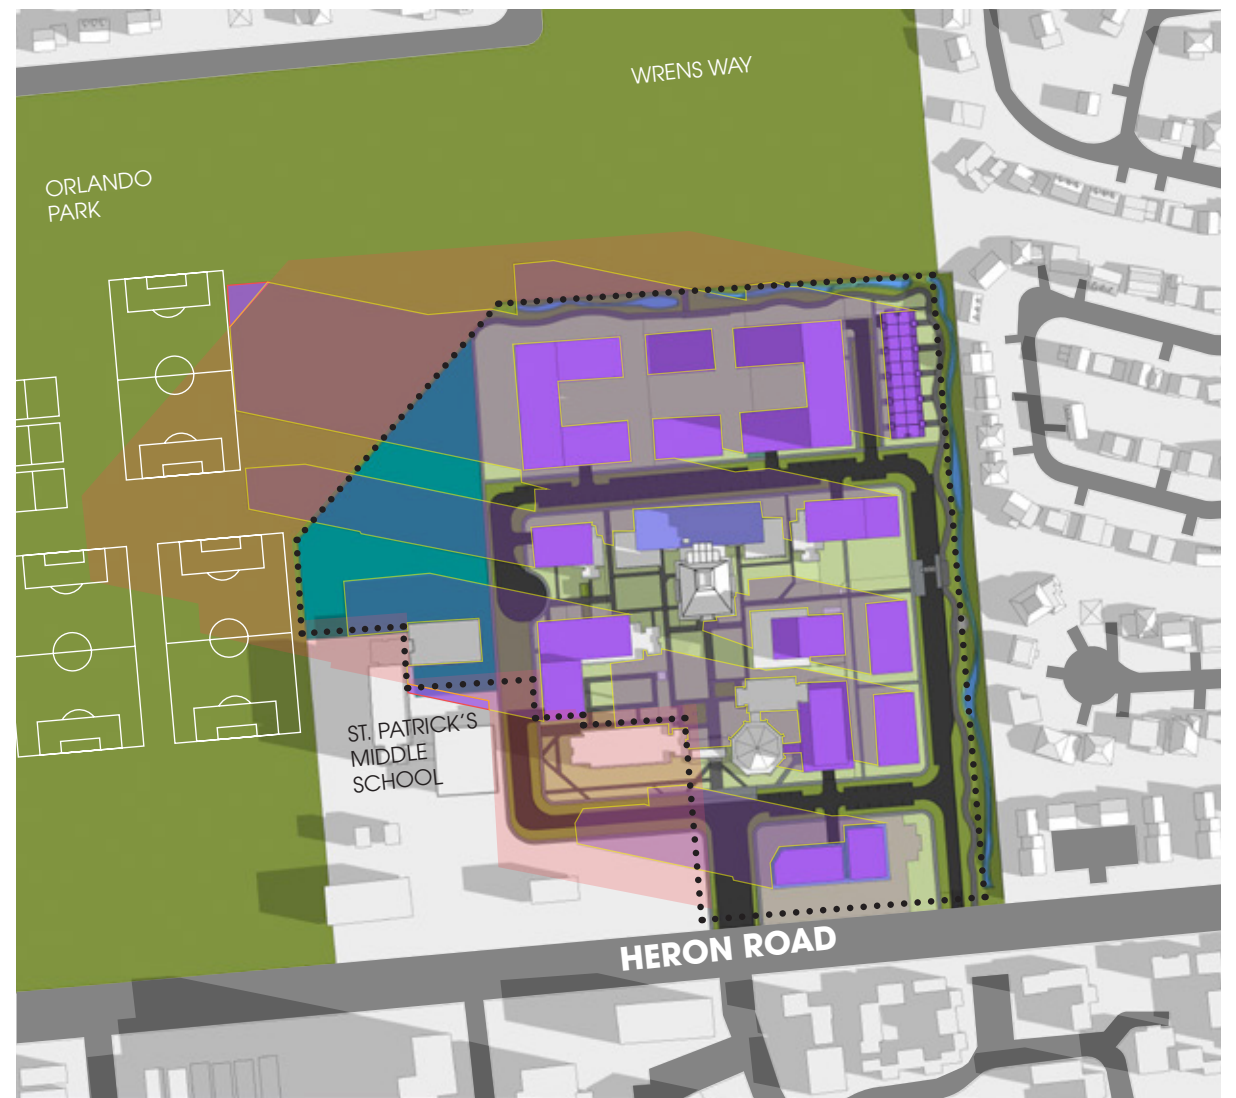 WRENS WAY
ORLANDO
PARK
ST. PATRICK'S
MIDDLE
SCHOOL
HERON ROAD